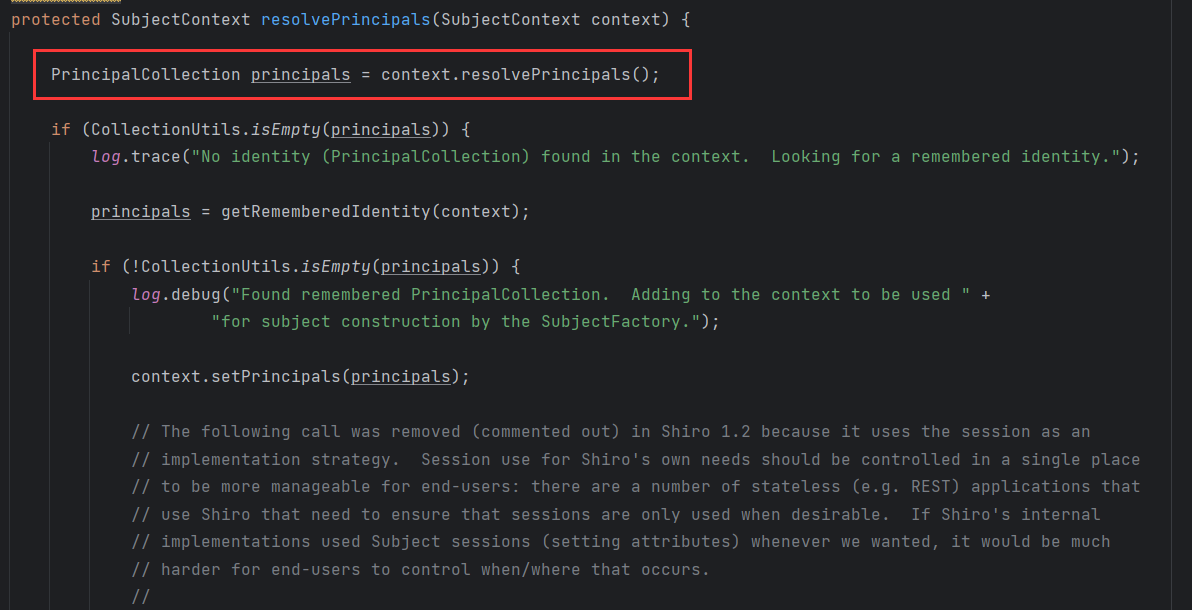 protected SubjectContext resolvePrincipals(SubjectContext context) {
PrincipalCollection principals = context.resolvePrincipals();
if (CollectionUtils.isEmpty(principals)) {
log.trace("No identity (PrincipalCollection) found in the context.  Looking for a remembered identity.");
principals = getRememberedIdentity(context);
if (!CollectionUtils.isEmpty(principals)) {
log.debug("Found remembered PrincipalCollection.  Adding to the context to be used " +
"for subject construction by the SubjectFactory.");
context.setPrincipals(principals);
// The following call was removed (commented out) in Shiro 1.2 because it uses the session as an
// implementation strategy.  Session use for Shiro's own needs should be controlled in a single place
// to be more manageable for end-users: there are a number of stateless (e.g. REST) applications that
// use Shiro that need to ensure that sessions are only used when desirable.  If Shiro's internal
// implementations used Subject sessions (setting attributes) whenever we wanted, it would be much
// harder for end-users to control when/where that occurs.
//